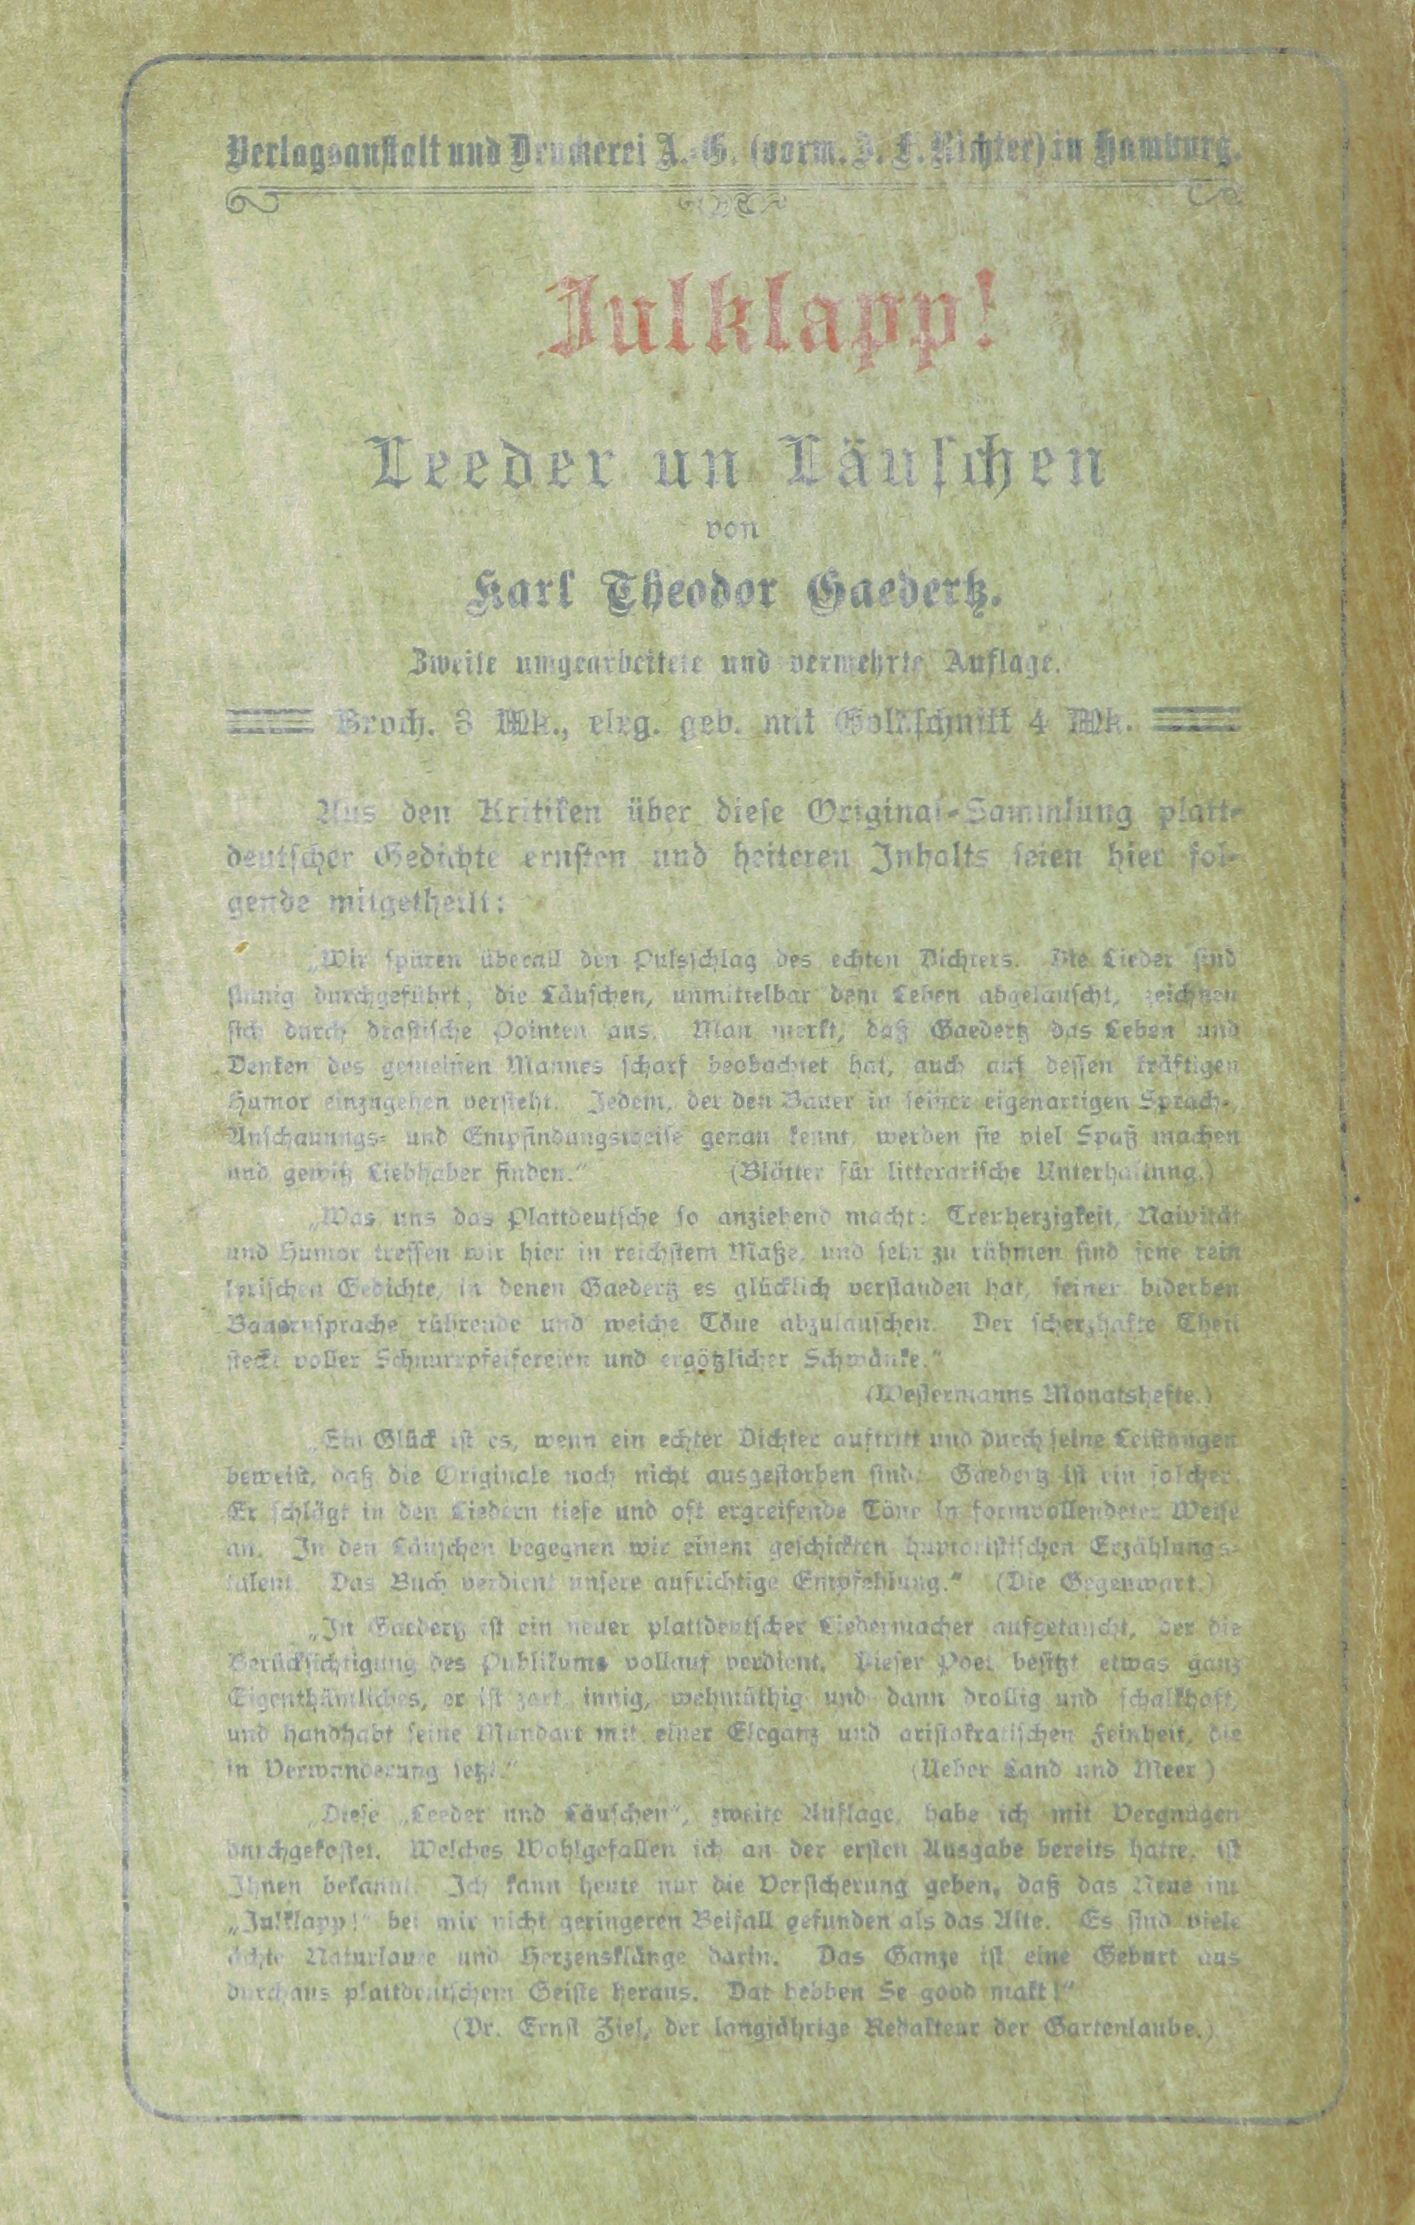 Verlagsanstalt und Druckerei A.-G. (vorm. J. F. Richter) in Hamburg.
Julklapp!
Leeder un Läuschen
von
Karl Theodor Gaedertz.
Zweite umgearbeitete und vermehrte Auflage.
Broch. 3 Mk., eleg. geb. mit Goldschnitt 4 Mk.
Aus den Kritiken über diese Original-Sammlung platt-
deutscher Gedichte ernsten und heiteren Inhalts seien hier fol-
gende mitgetheilt:
„Wir spüren überall den Pulsschlag des echten Dichters. Die Lieder sind
sinnig durchgeführt, die Läuschen, unmittelbar dem Leben abgelauscht, zeichnen
sich durch drastische Pointen aus. Man merkt, daß Gaedertz das Leben und
Denken des gemeinen Mannes scharf beobachtet hat, auch auf dessen kräftigen
Humor einzugehen versteht. Jedem, der den Bauer in seiner eigenartigen Sprach-,
Anschauungs- und Empfindungsweise genau kennt, werden sie viel Spaß machen
und gewiß Liebhaber finden.“ (Blätter für litterarische Unterhaltung.)
„Was uns das Plattdeutsche so anziehend macht: Treuherzigkeit, Naivität
und Humor treffen wir hier in reichstem Maße, und sehr zu rühmen sind jene rein
lyrischen Gedichte, in denen Gaedertz es glücklich verstanden hat, seiner biderben
Bauernsprache rührende und weiche Töne abzulauschen. Der scherzhafte Theil
steckt voller Schnurrpfeifereien und ergötzlicher Schwänke.“
(Westermanns Monatshefte.)
„Ein Glück ist es, wenn ein echter Dichter auftritt und durch seine Leistungen
beweist, daß die Originale noch nicht ausgestorben sind. Gaedertz ist ein solcher.
Er schlägt in den Liedern tiefe und oft ergreifende Töne in formvollendeter Weise
an. In den Läuschen begegnen wir einem geschickten humoristischen Erzählungs-
talent. Das Buch verdient unsere aufrichtige Empfehlung.“ (Die Gegenwart.)
„In Gaedertz ist ein neuer plattdeutscher Liedermacher aufgetaucht, der die
Berücksichtigung des Publikums vollauf verdient. Dieser Poet besitzt etwas ganz
Eigenthümliches, er ist zart, innig, wehmüthig und dann drollig und schalkhaft,
und handhabt seine Mundart mit einer Eleganz und aristokratischen Feinheit, die
in Verwunderung setzt.“ (Ueber Land und Meer.)
„Diese „Leeder und Läuschen“, zweite Auflage, habe ich mit Vergnügen
durchgekostet. Welches Wohlgefallen ich an der ersten Ausgabe bereits hatte, ist
Ihnen bekannt. Ich kann heute nur die Versicherung geben, daß das Neue im
„Julklapp!“ bei mir nicht geringeren Beifall gefunden als das Alte. Es sind viele
ächte Naturlaute und Herzensklänge darin. Das Ganze ist eine Geburt aus
durchaus plattdeutschem Geiste heraus. Dat hebben Se good makt!“
(Dr. Ernst Ziel, der langjährige Redakteur der Gartenlaube.)